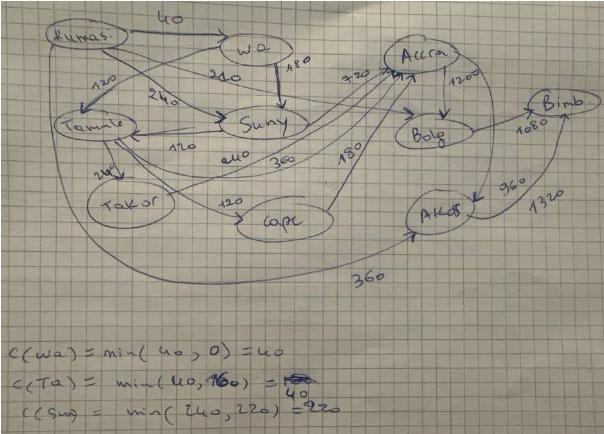 Kumasi
40
Wa
Accra
180
720
1200
120
210
240
Bimb
Tamale
Suny
Bolg
1080
120
240
360
180
Takor
120
Cape
Akos
960
1320
360
C(Wa) = min(40, 0) = 40
C(Ta) = min(40, 160) = 40
C(Sun) = min(240, 220) = 220